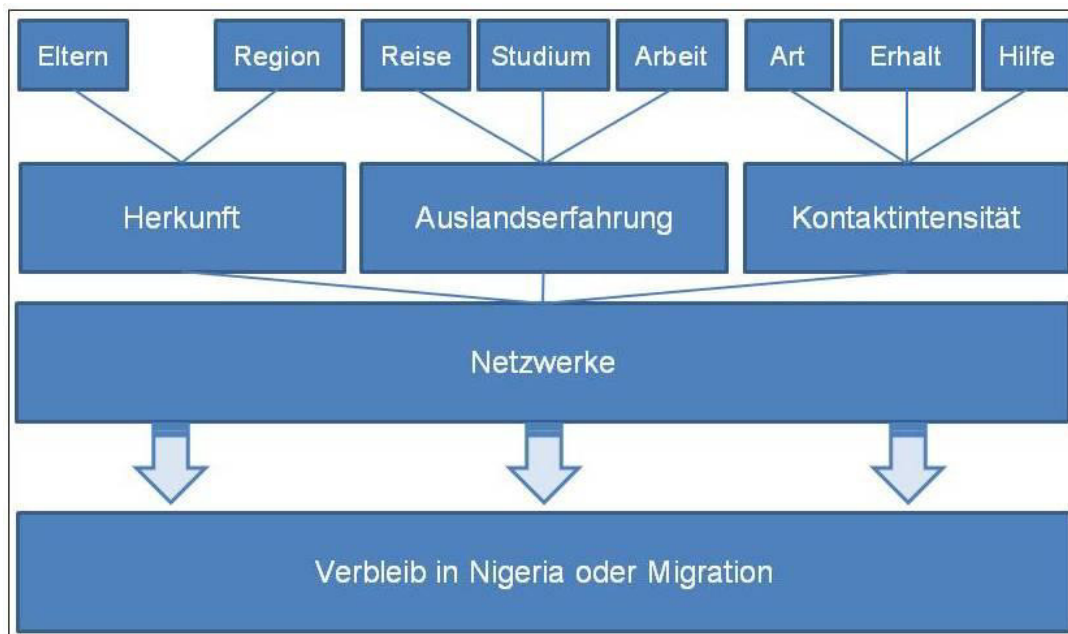 Eltern
Region
Reise
Studium
Arbeit
Art
Erhalt
Hilfe
Herkunft
Auslandserfahrung
Kontaktintensität
Netzwerke
Verbleib in Nigeria oder Migration